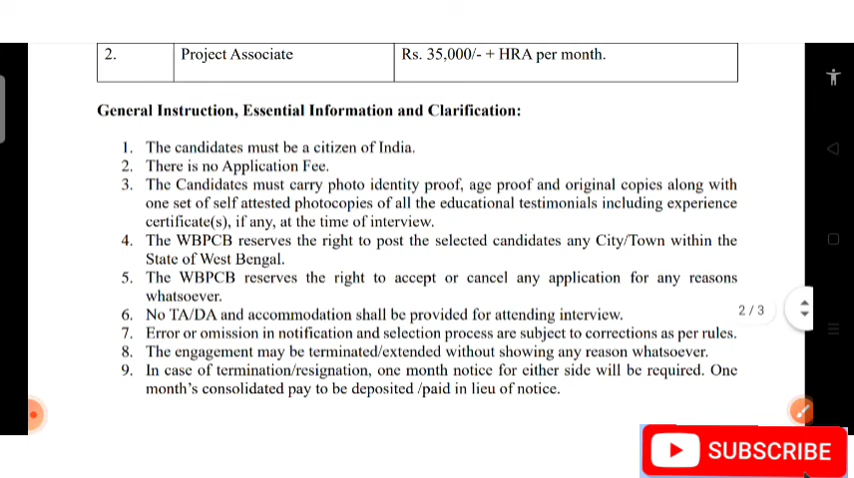 2. Project Associate Rs. 35,000/- + HRA per month.
General Instruction, Essential Information and Clarification:
1. The candidates must be a citizen of India.
2. There is no Application Fee.
3. The Candidates must carry photo identity proof, age proof and original copies along with
one set of self attested photocopies of all the educational testimonials including experience
certificate(s), if any, at the time of interview.
4. The WBPCB reserves the right to post the selected candidates any City/Town within the
State of West Bengal.
5. The WBPCB reserves the right to accept or cancel any application for any reasons
whatsoever.
6. No TA/DA and accommodation shall be provided for attending interview.
2/3
7. Error or omission in notification and selection process are subject to corrections as per rules.
8. The engagement may be terminated/extended without showing any reason whatsoever.
9. In case of termination/resignation, one month notice for either side will be required. One
month's consolidated pay to be deposited /paid in lieu of notice.
SUBSCRIBE